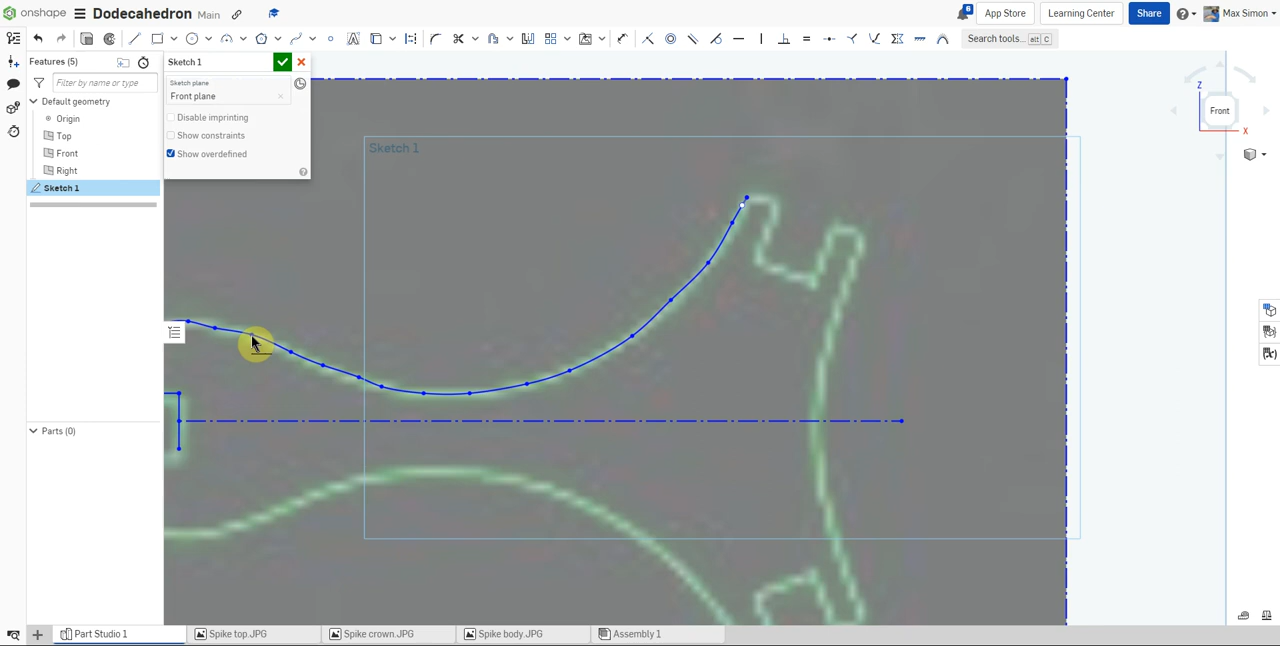 onshape Dodecahedron Main
6 App Store Learning Center Share Max Simon
Search tools... alt C
Features (5)
Filter by name or type
Default geometry
Origin
Top
Front
Right
Sketch 1
Parts (0)
Sketch 1
Sketch plane
Front plane
Disable imprinting
Show constraints
Show overdefined
Sketch 1
Z
Front
X
Part Studio 1 Spike top.JPG Spike crown.JPG Spike body.JPG Assembly 1